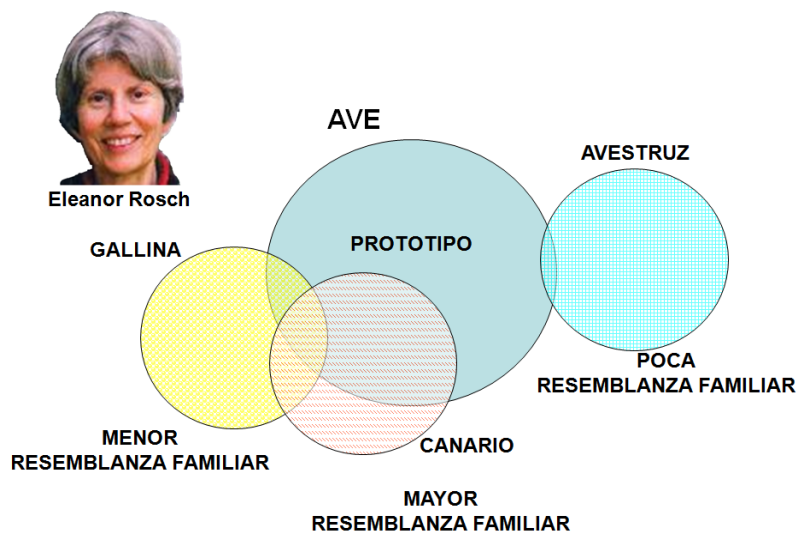 AVE
AVESTRUZ
Eleanor Rosch
GALLINA
PROTOTIPO
POCA
RESEMBLANZA FAMILIAR
MENOR
RESEMBLANZA FAMILIAR
CANARIO
MAYOR
RESEMBLANZA FAMILIAR